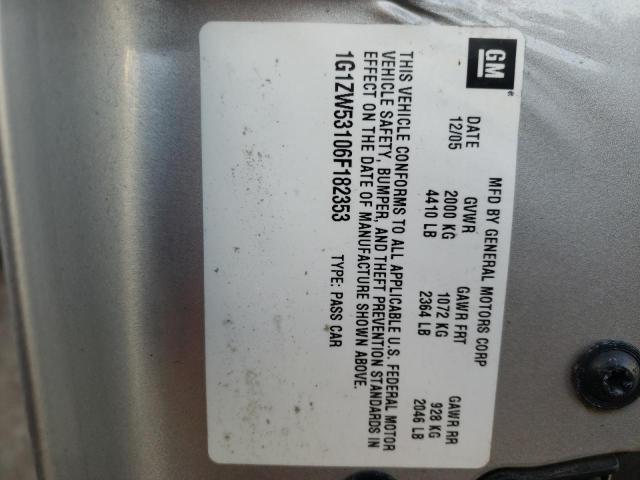 GM®
MFD BY GENERAL MOTORS CORP
DATE GVWR GAWR FRT GAWR RR
12/05 2000 KG 1072 KG 928 KG
4410 LB 2364 LB 2046 LB
THIS VEHICLE CONFORMS TO ALL APPLICABLE U.S. FEDERAL MOTOR
VEHICLE SAFETY, BUMPER, AND THEFT PREVENTION STANDARDS IN
EFFECT ON THE DATE OF MANUFACTURE SHOWN ABOVE.
1G1ZW53106F182353 TYPE: PASS CAR